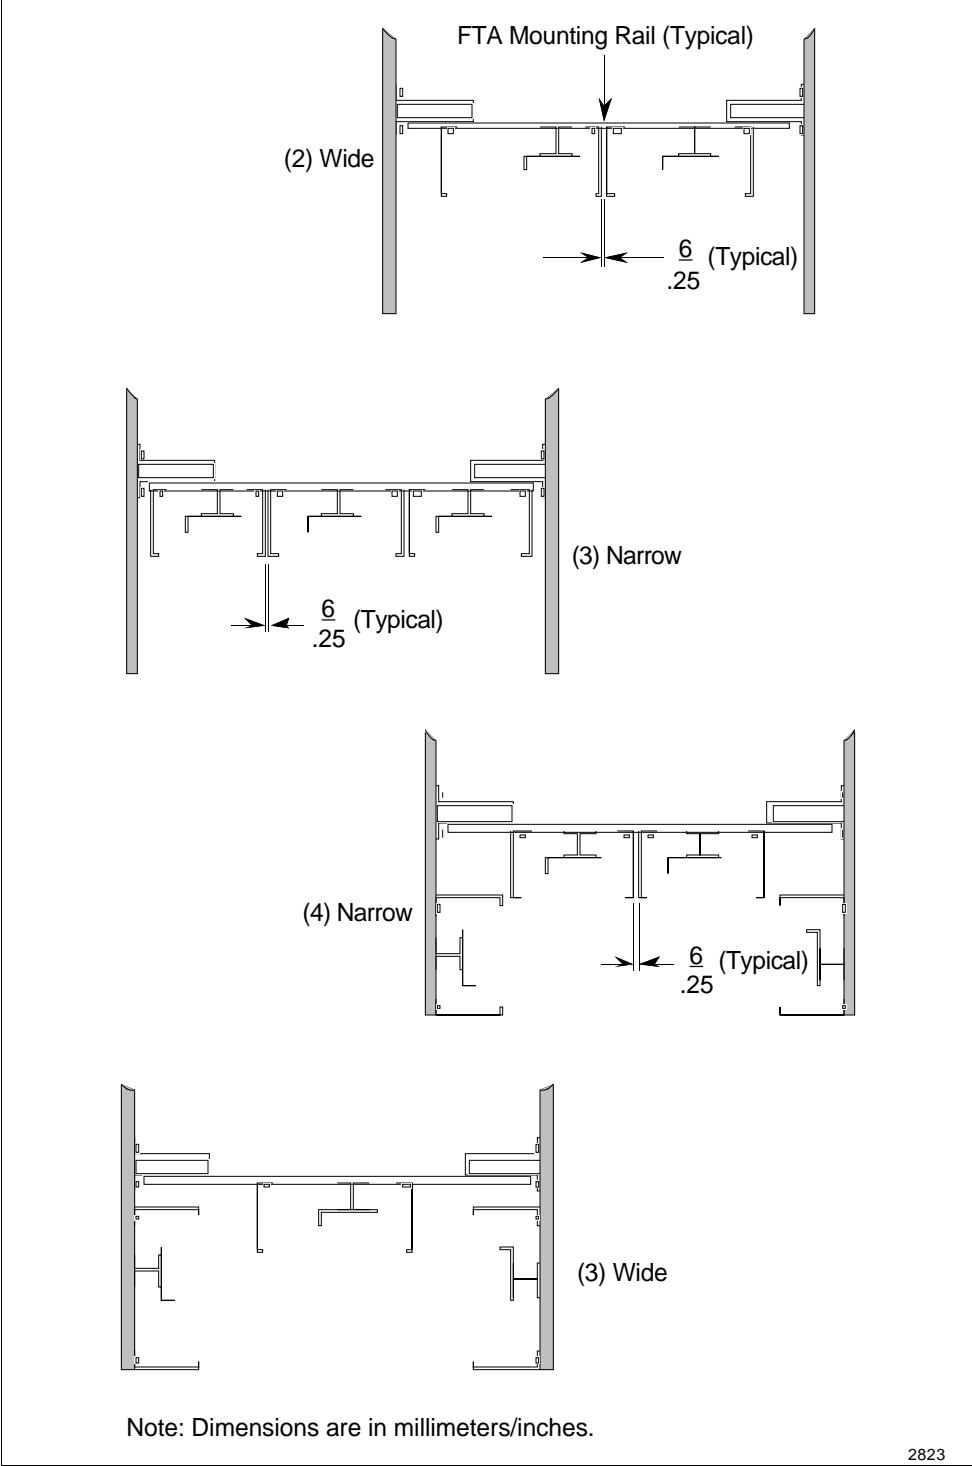 FTA Mounting Rail (Typical)
(2) Wide
6
.25
(Typical)
(3) Narrow
6
.25
(Typical)
(4) Narrow
6
.25
(Typical)
(3) Wide
Note: Dimensions are in millimeters/inches.
2823